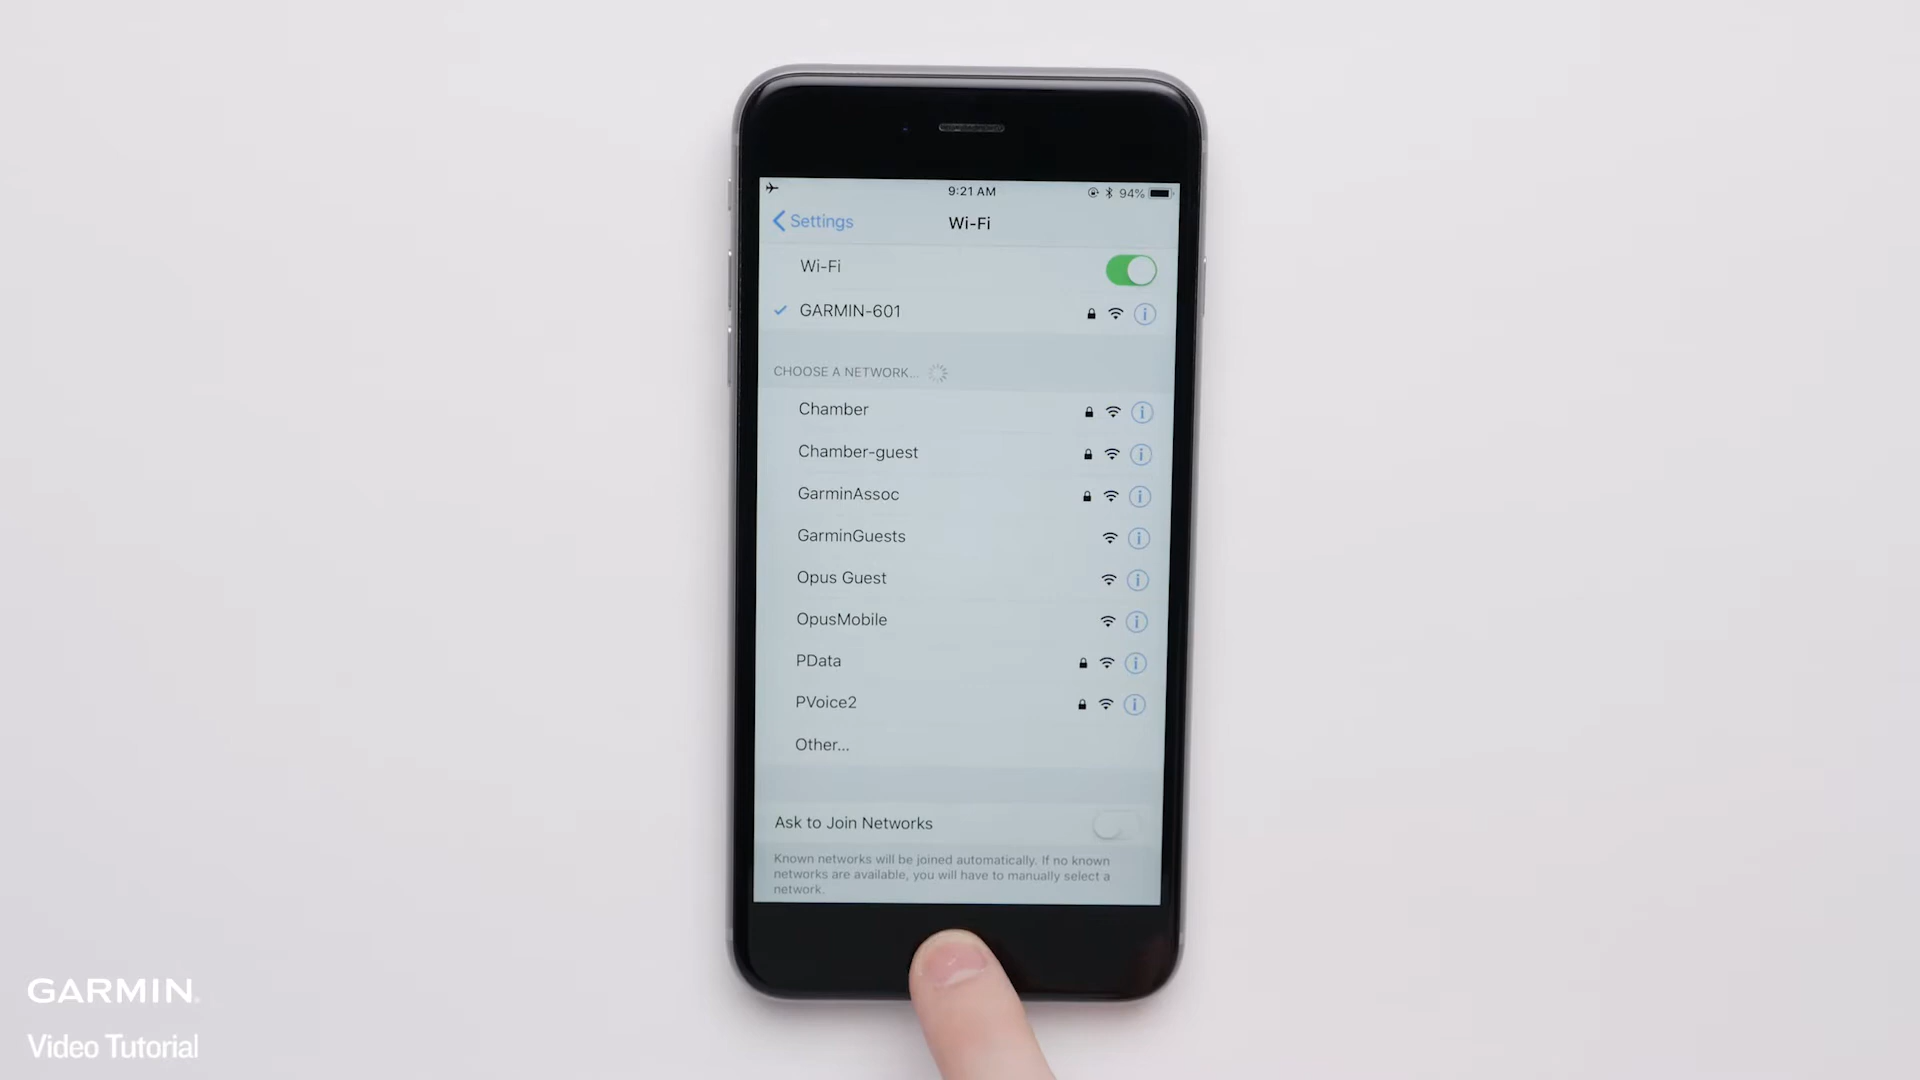 9:21 AM
94%
Settings
Wi-Fi
Wi-Fi
GARMIN-601
CHOOSE A NETWORK...
Chamber
Chamber-guest
GarminAssoc
GarminGuests
Opus Guest
OpusMobile
PData
PVoice2
Other...
Ask to Join Networks
Known networks will be joined automatically. If no known
networks are available, you will have to manually select a
network.
GARMIN
Video Tutorial